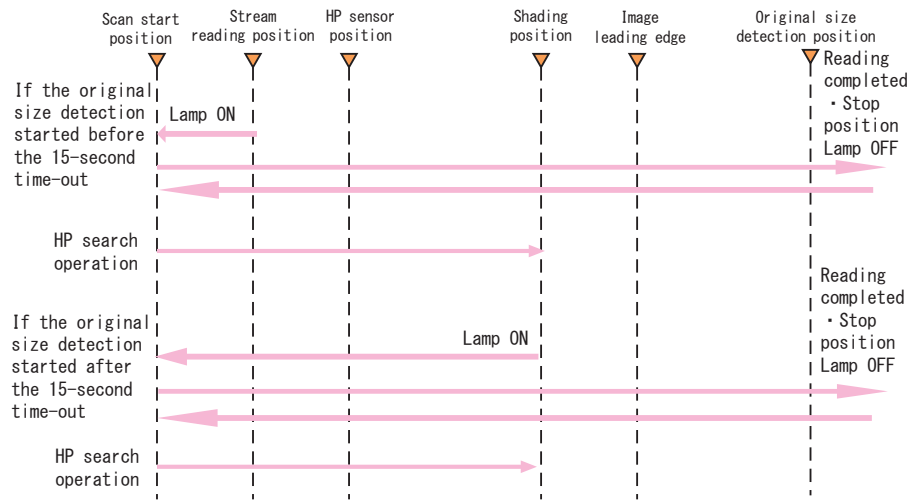 Scan start
position
Stream
reading position
HP sensor
position
Shading
position
Image
leading edge
Original size
detection position
Reading
completed
・Stop
position
Lamp OFF
If the original
size detection
started before
the 15-second
time-out
Lamp ON
HP search
operation
Reading
completed
・Stop
position
Lamp OFF
If the original
size detection
started after
the 15-second
time-out
Lamp ON
HP search
operation